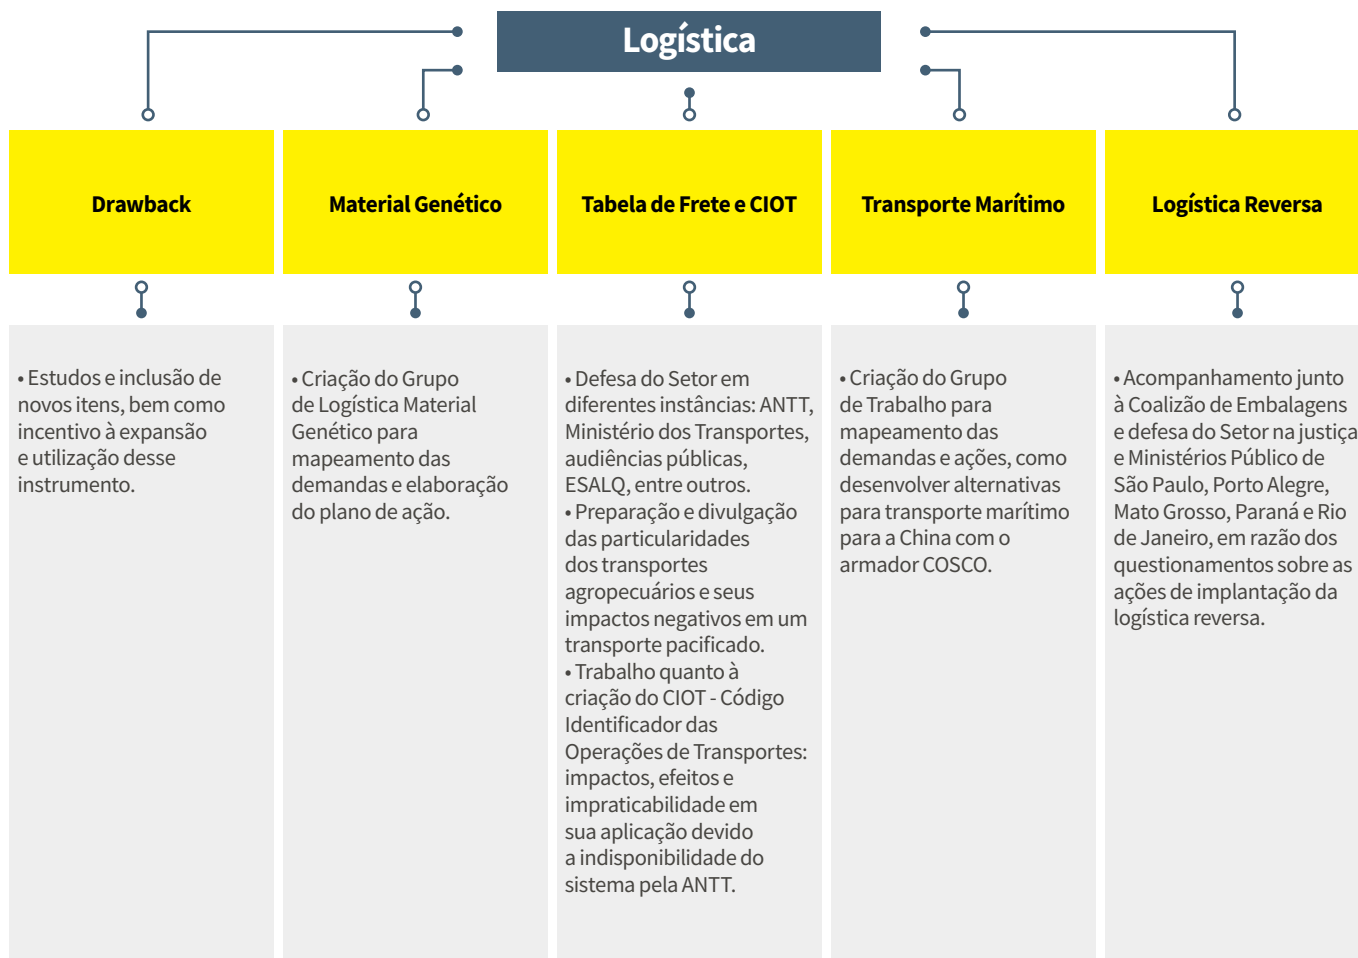 Logística
Drawback
Material Genético
Tabela de Frete e CIOT
Transporte Marítimo
Logística Reversa
• Estudos e inclusão de
novos itens, bem como
incentivo à expansão
e utilização desse
instrumento.
• Criação do Grupo
de Logística Material
Genético para
mapeamento das
demandas e elaboração
do plano de ação.
• Defesa do Setor em
diferentes instâncias: ANTT,
Ministério dos Transportes,
audiências públicas,
ESALQ, entre outros.
• Preparação e divulgação
das particularidades
dos transportes
agropecuários e seus
impactos negativos em um
transporte pacificado.
• Trabalho quanto à
criação do CIOT - Código
Identificador das
Operações de Transportes:
impactos, efeitos e
impraticabilidade em
sua aplicação devido
a indisponibilidade do
sistema pela ANTT.
• Criação do Grupo
de Trabalho para
mapeamento das
demandas e ações, como
desenvolver alternativas
para transporte marítimo
para a China com o
armador COSCO.
• Acompanhamento junto
à Coalizão de Embalagens
e defesa do Setor na justiça
e Ministérios Público de
São Paulo, Porto Alegre,
Mato Grosso, Paraná e Rio
de Janeiro, em razão dos
questionamentos sobre as
ações de implantação da
logística reversa.